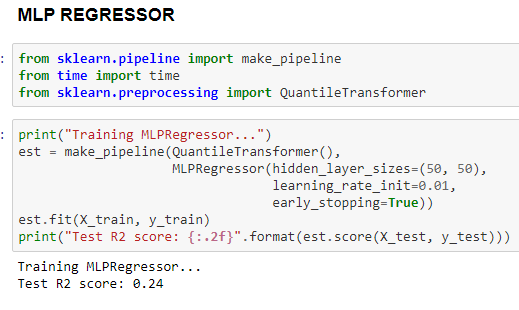 MLP REGRESSOR
: from sklearn.pipeline import make_pipeline
from time import time
from sklearn.preprocessing import QuantileTransformer
: print("Training MLPRegressor...")
est = make_pipeline(QuantileTransformer(),
                    MLPRegressor(hidden_layer_sizes=(50, 50),
                                 learning_rate_init=0.01,
                                 early_stopping=True))
est.fit(X_train, y_train)
print("Test R2 score: {:.2f}".format(est.score(X_test, y_test)))
Training MLPRegressor...
Test R2 score: 0.24